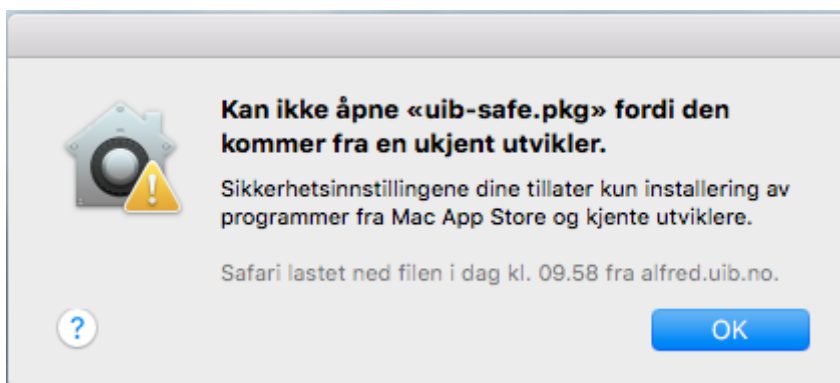 Kan ikke åpne «uib-safe.pkg» fordi den
kommer fra en ukjent utvikler.
Sikkerhetsinnstillingene dine tillater kun installering av
programmer fra Mac App Store og kjente utviklere.
Safari lastet ned filen i dag kl. 09.58 fra alfred.uib.no.
?
OK